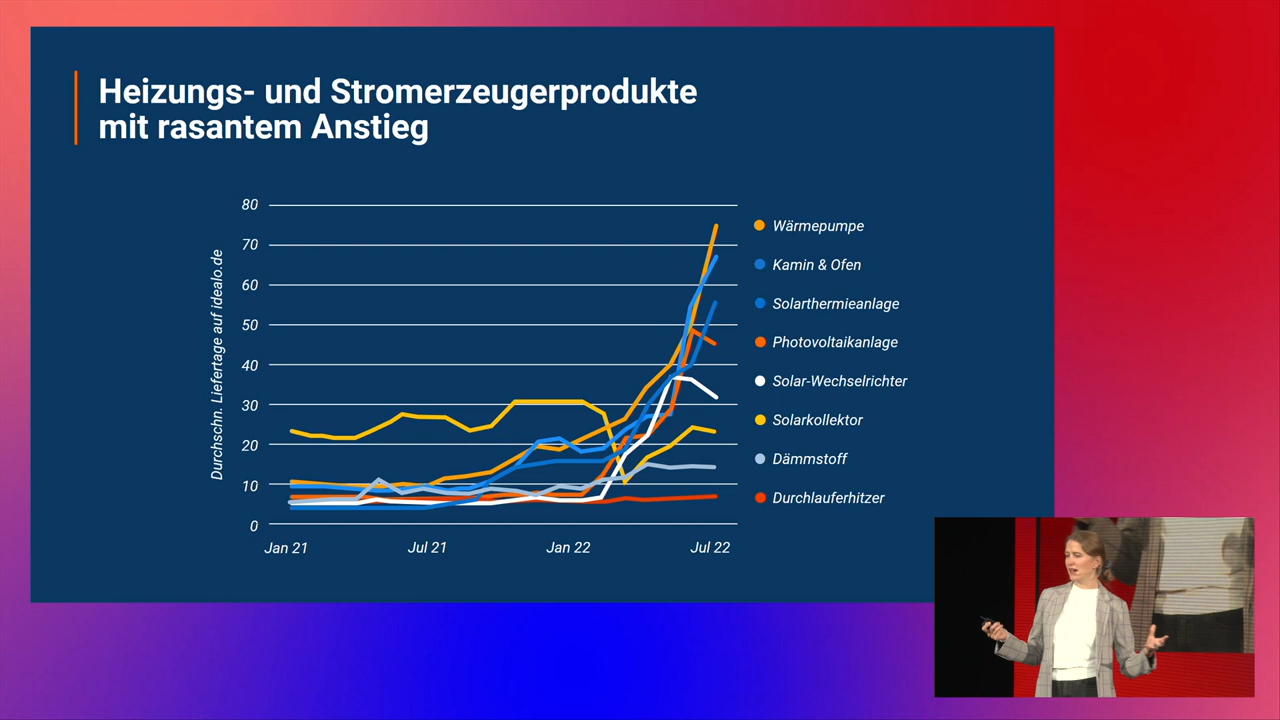 Heizungs- und Stromerzeugerprodukte
mit rasantem Anstieg
Durchschn. Liefertage auf idealo.de
80
70
60
50
40
30
20
10
0
Jan 21
Jul 21
Jan 22
Jul 22
Wärmepumpe
Kamin & Ofen
Solarthermieanlage
Photovoltaikanlage
Solar-Wechselrichter
Solarkollektor
Dämmstoff
Durchlauferhitzer